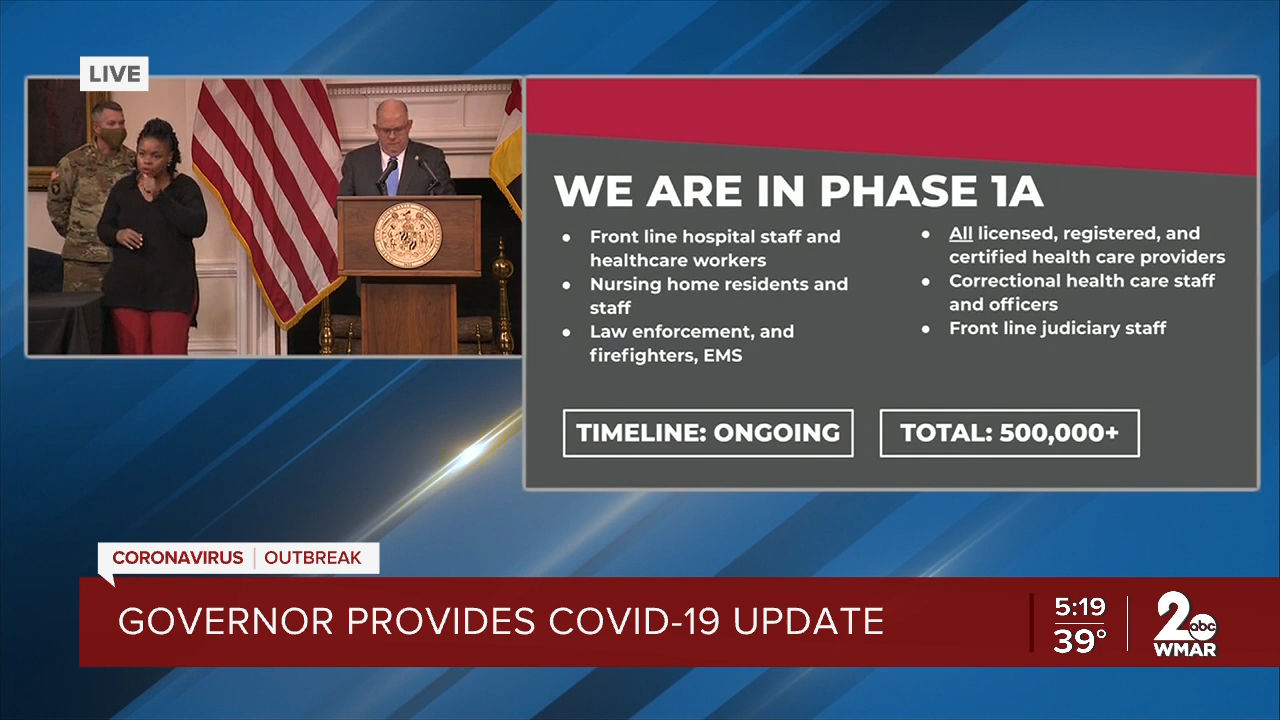 LIVE
WE ARE IN PHASE 1A
● Front line hospital staff and
healthcare workers
● Nursing home residents and
staff
● Law enforcement, and
firefighters, EMS
● All licensed, registered, and
certified health care providers
● Correctional health care staff
and officers
● Front line judiciary staff
TIMELINE: ONGOING
TOTAL: 500,000+
CORONAVIRUS | OUTBREAK
GOVERNOR PROVIDES COVID-19 UPDATE
5:19
39°
2 abc
WMAR